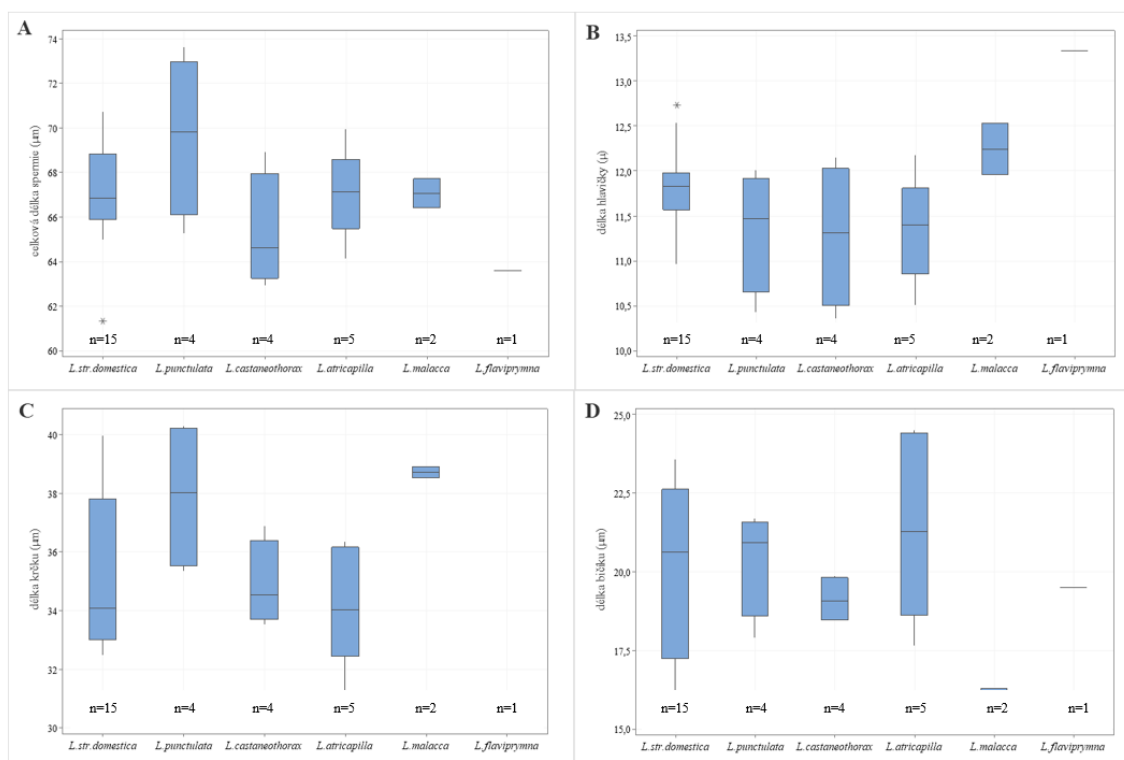 A
celková délka spermie (µm)
74
72
70
68
66
64
62
60
n=15 n=4 n=4 n=5 n=2 n=1
L.str.domestica L.punctulata L.castaneothorax L.atricapilla L.malacca L.flaviprymna
B
délka hlavičky (µ)
13,5
13,0
12,5
12,0
11,5
11,0
10,5
10,0
n=15 n=4 n=4 n=5 n=2 n=1
L.str.domestica L.punctulata L.castaneothorax L.atricapilla L.malacca L.flaviprymna
C
délka krčku (µm)
40
38
36
34
32
30
n=15 n=4 n=4 n=5 n=2 n=1
L.str.domestica L.punctulata L.castaneothorax L.atricapilla L.malacca L.flaviprymna
D
délka bičíku (µm)
25,0
22,5
20,0
17,5
15,0
n=15 n=4 n=4 n=5 n=2 n=1
L.str.domestica L.punctulata L.castaneothorax L.atricapilla L.malacca L.flaviprymna